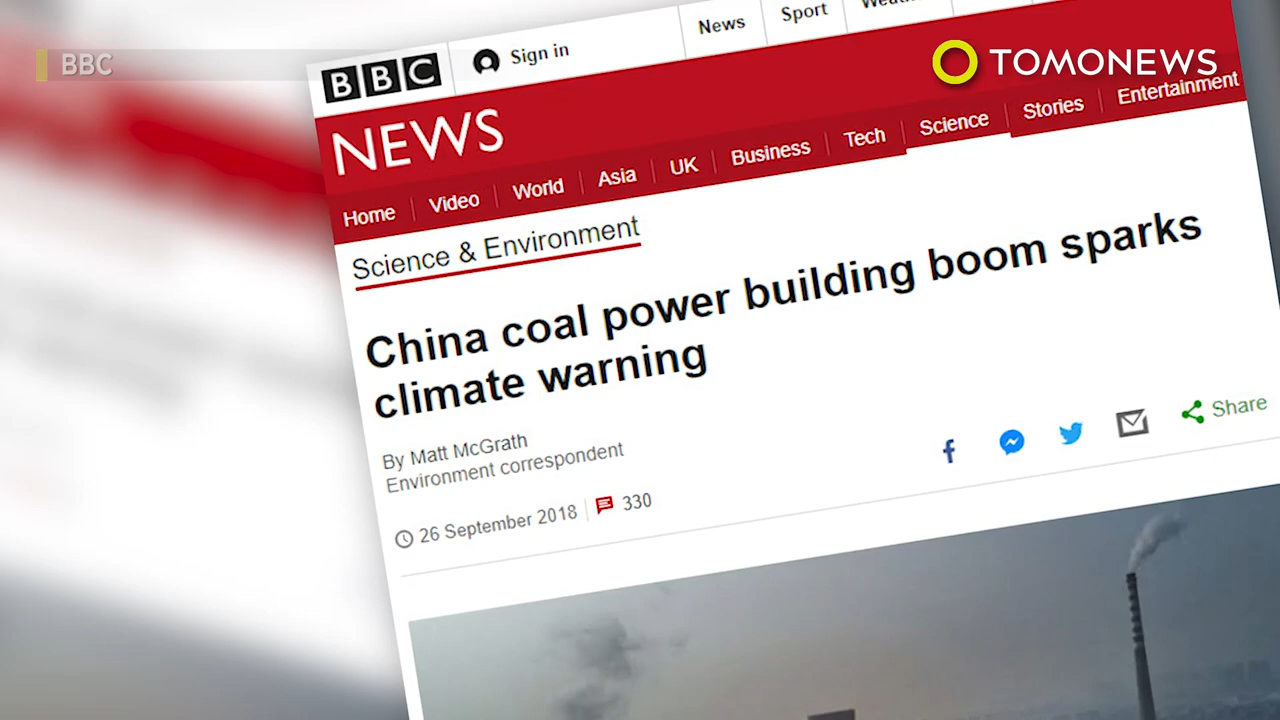 BBC
TOMONEWS
BBC
Sign in
News
Sport
NEWS
Home
Video
World
Asia
UK
Business
Tech
Science
Stories
Entertainment
Science & Environment
China coal power building boom sparks
climate warning
By Matt McGrath
Environment correspondent
26 September 2018
330
Share